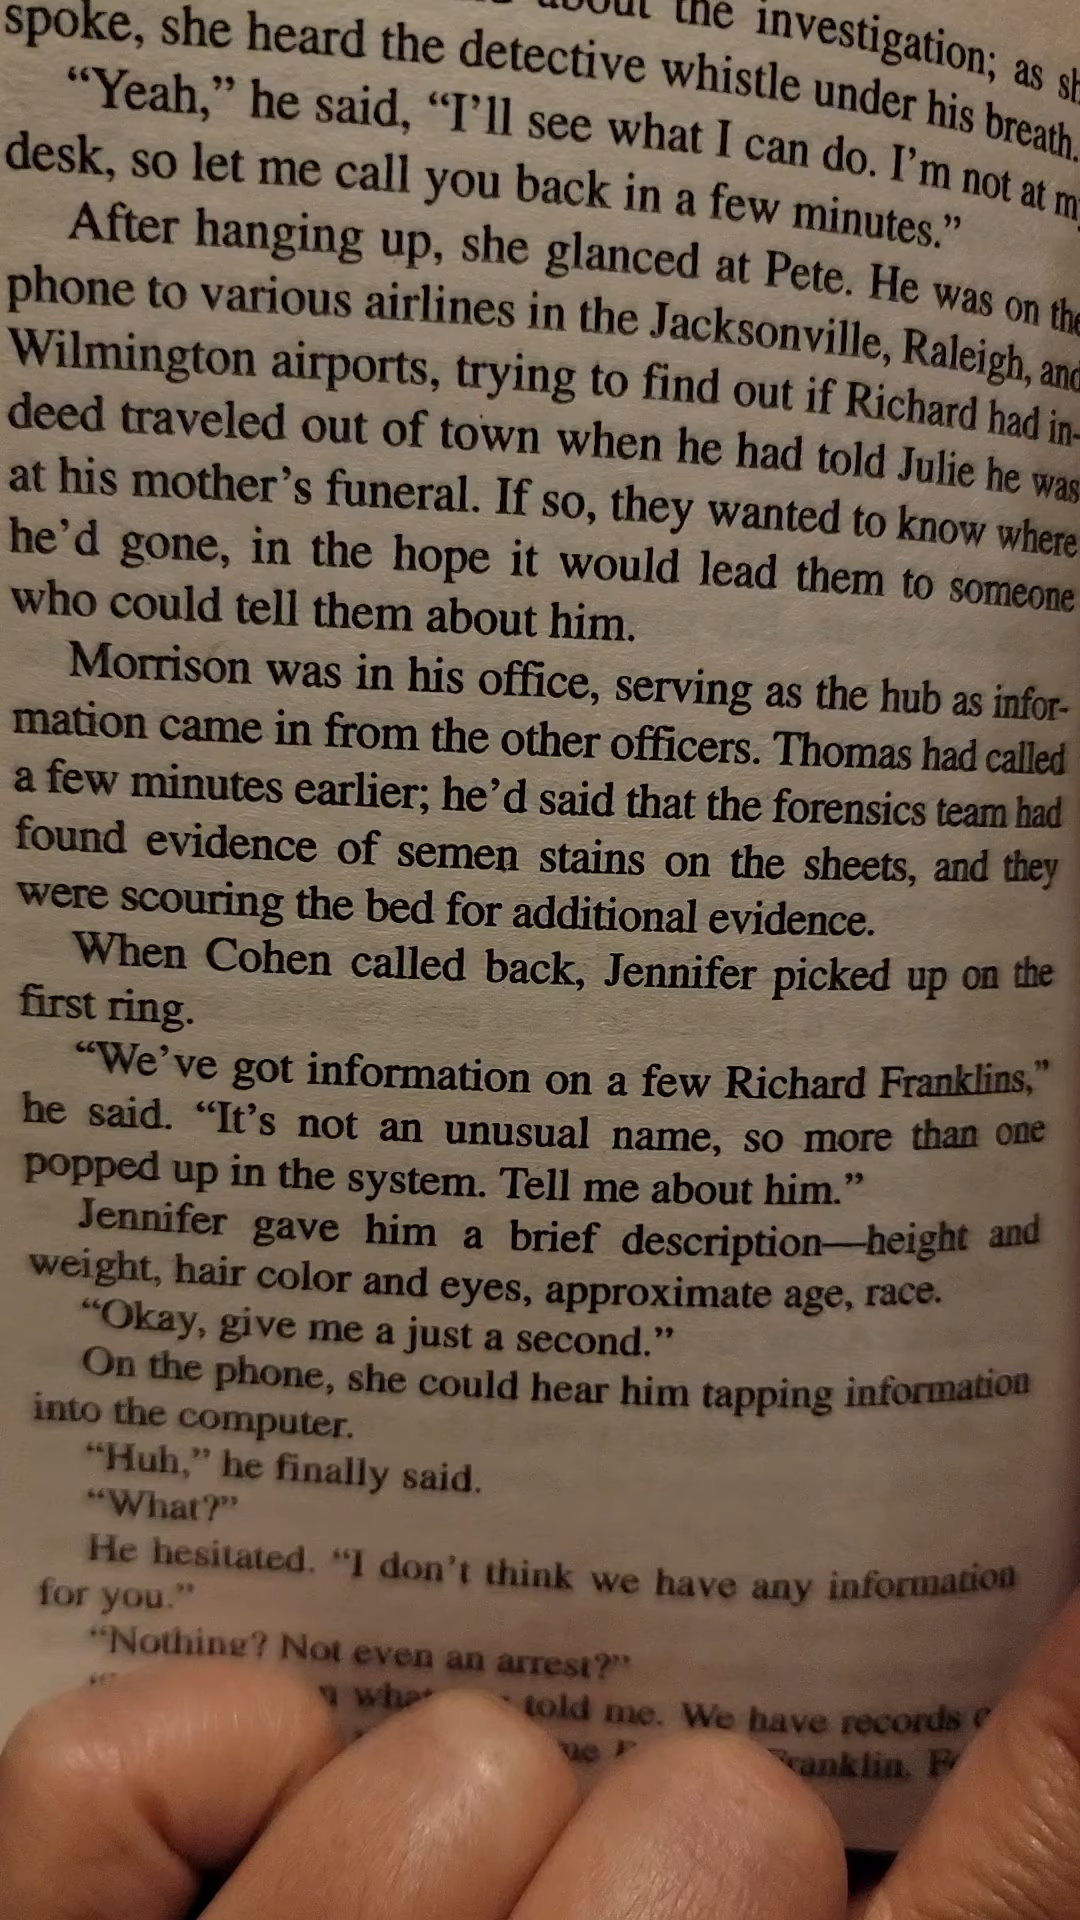 about the investigation; as sh
spoke, she heard the detective whistle under his breath.
“Yeah,” he said, “I’ll see what I can do. I’m not at my
desk, so let me call you back in a few minutes.”
After hanging up, she glanced at Pete. He was on the
phone to various airlines in the Jacksonville, Raleigh, and
Wilmington airports, trying to find out if Richard had in-
deed traveled out of town when he had told Julie he was
at his mother’s funeral. If so, they wanted to know where
he’d gone, in the hope it would lead them to someone
who could tell them about him.
Morrison was in his office, serving as the hub as infor-
mation came in from the other officers. Thomas had called
a few minutes earlier; he’d said that the forensics team had
found evidence of semen stains on the sheets, and they
were scouring the bed for additional evidence.
When Cohen called back, Jennifer picked up on the
first ring.
“We’ve got information on a few Richard Franklins,”
he said. “It’s not an unusual name, so more than one
popped up in the system. Tell me about him.”
Jennifer gave him a brief description—height and
weight, hair color and eyes, approximate age, race.
“Okay, give me a just a second.”
On the phone, she could hear him tapping information
into the computer.
“Huh,” he finally said.
“What?”
He hesitated. “I don’t think we have any information
for you.”
“Nothing? Not even an arrest?”
told me. We have records
Franklin.